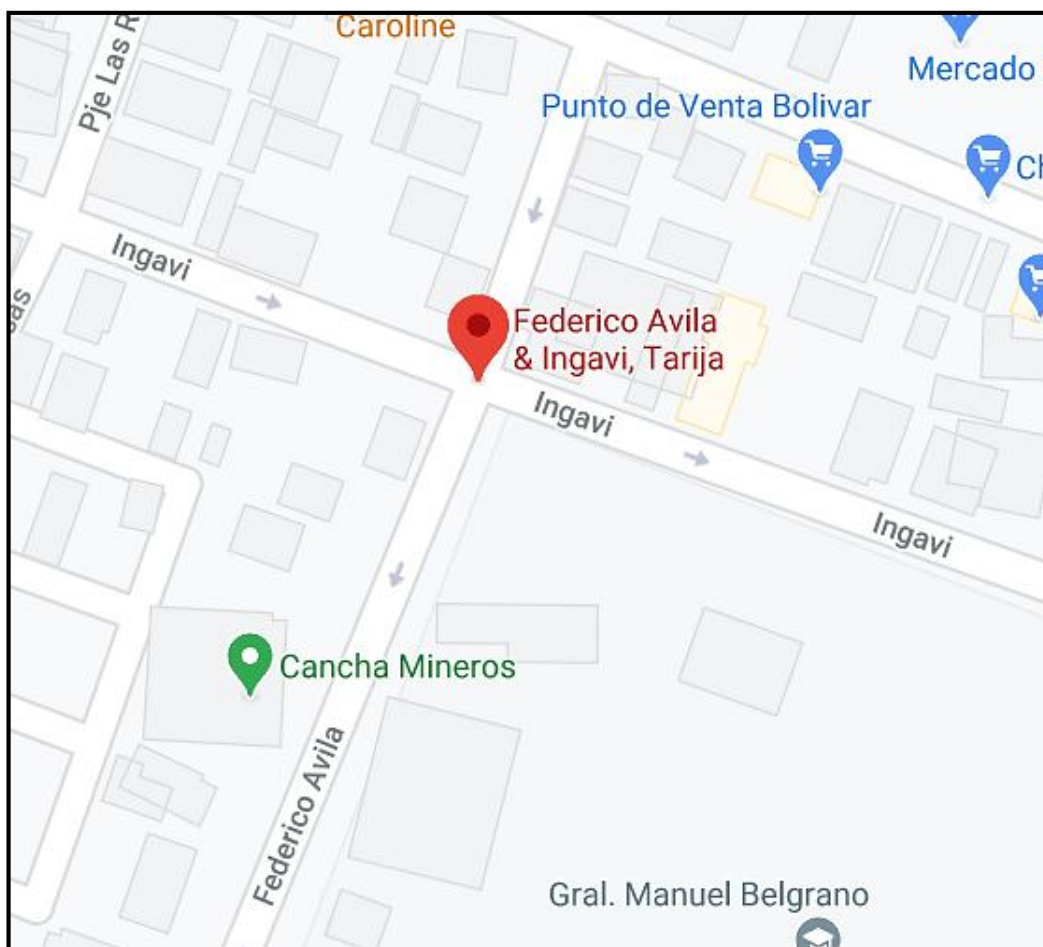 Caroline
Pje Las R
Mercado
Punto de Venta Bolivar
Ch
Ingavi
sas
Federico Avila
& Ingavi, Tarija
Ingavi
Ingavi
Cancha Mineros
Federico Avila
Gral. Manuel Belgrano